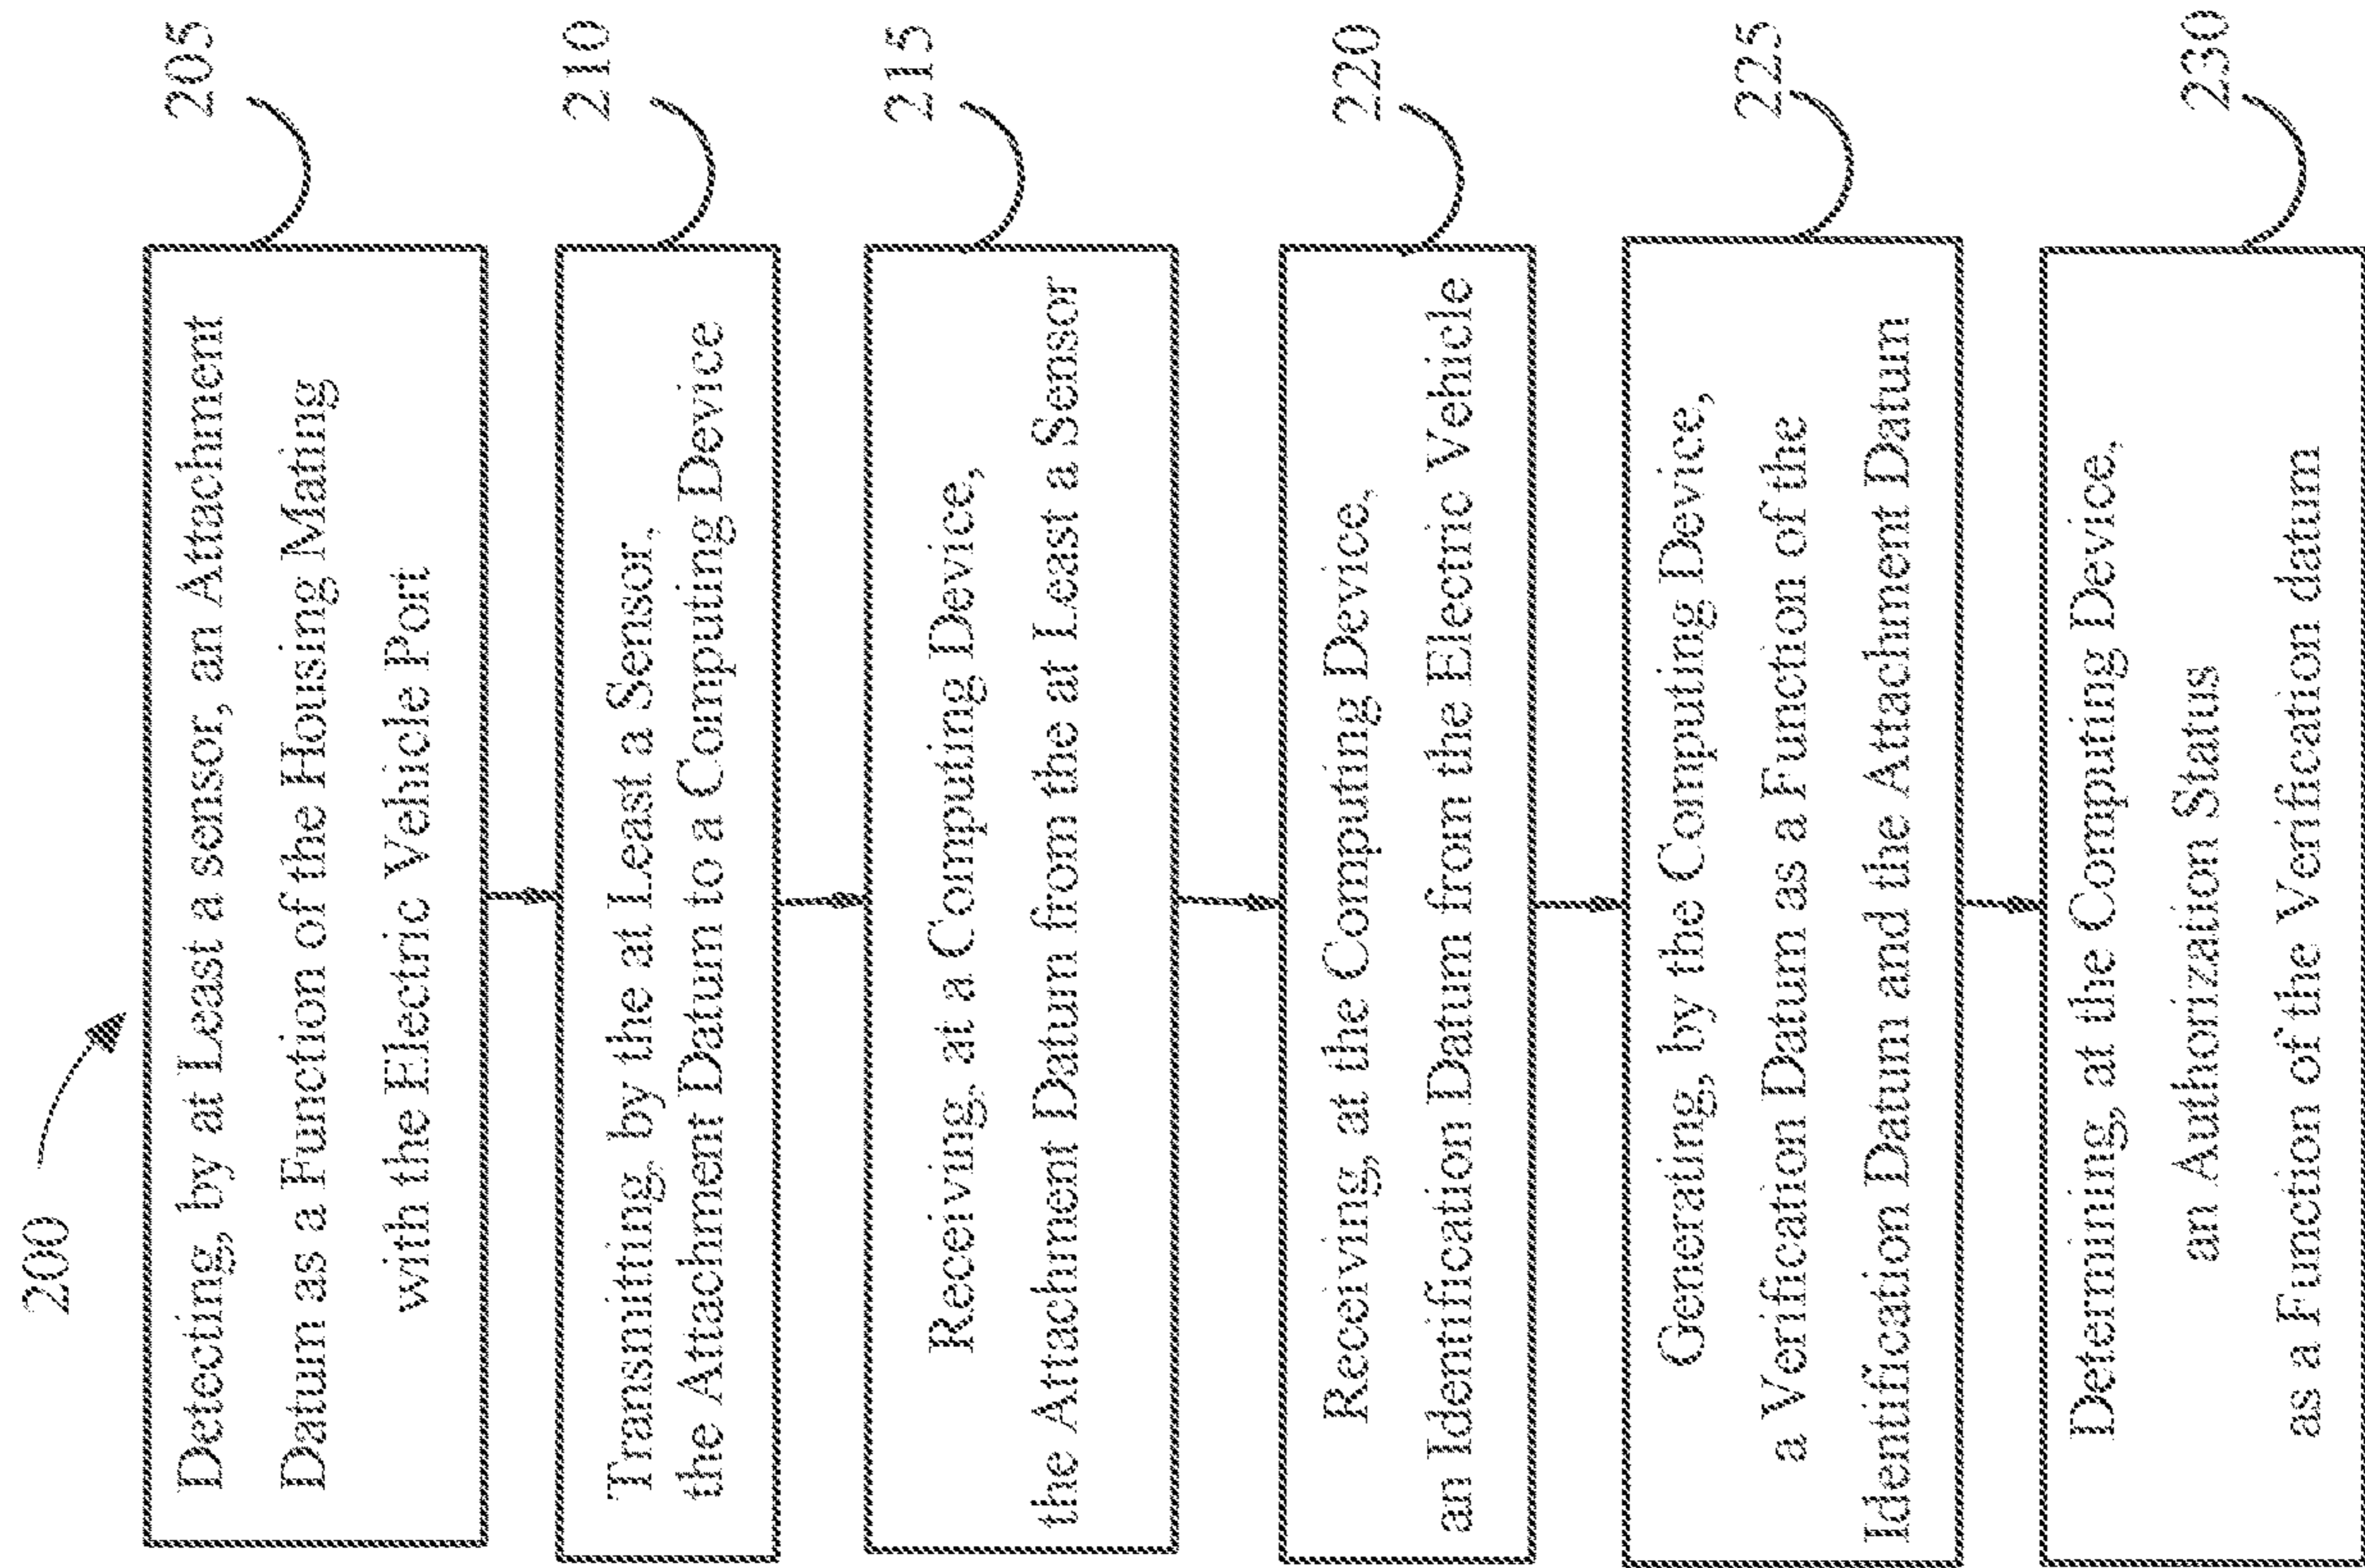 200
205
Detecting, by at Least a sensor, an Attachment
Datum as a Function of the Housing Mating
with the Electric Vehicle Port
210
Transmitting, by the at Least a Sensor,
the Attachment Datum to a Computing Device
215
Receiving, at a Computing Device,
the Attachment Datum from the at Least a Sensor
220
Receiving, at the Computing Device,
an Identification Datum from the Electric Vehicle
225
Generating, by the Computing Device,
a Verification Datum as a Function of the
Identification Datum and the Attachment Datum
230
Determining, at the Computing Device,
an Authorization Status
as a Function of the Verification datum